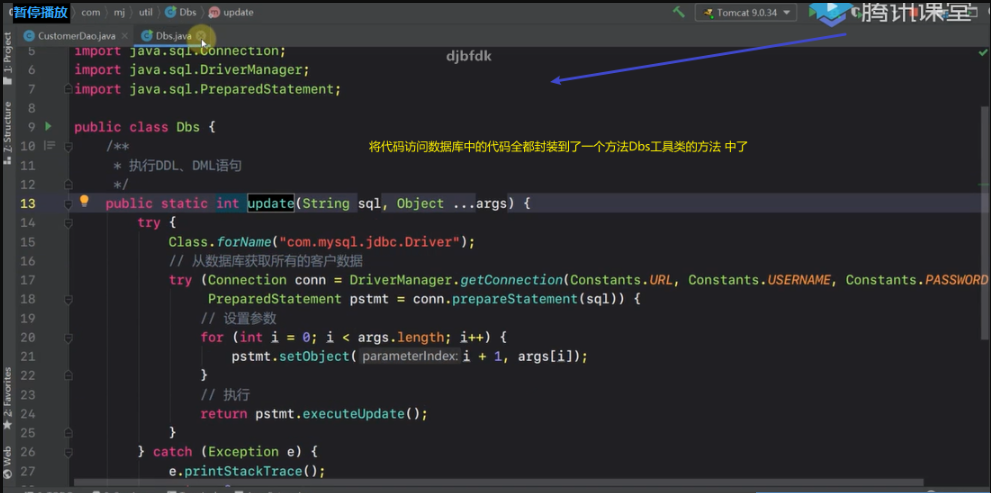 暂停播放 com mj util Dbs update Tomcat 9.0.34 腾讯课堂
CustomerDao.java Dbs.java
1: Project
7: Structure
2: Favorites
Web
djbfdk
5 import java.sql.Connection;
6 import java.sql.DriverManager;
7 import java.sql.PreparedStatement;
8
9 public class Dbs {
10 /**
将代码访问数据库中的代码全都封装到了一个方法Dbs工具类的方法 中了
11 * 执行DDL、DML语句
12 */
13 public static int update(String sql, Object ...args) {
14 try {
15 Class.forName("com.mysql.jdbc.Driver");
16 // 从数据库获取所有的客户数据
17 try (Connection conn = DriverManager.getConnection(Constants.URL, Constants.USERNAME, Constants.PASSWORD
18 PreparedStatement pstmt = conn.prepareStatement(sql)) {
19 // 设置参数
20 for (int i = 0; i < args.length; i++) {
21 pstmt.setObject( parameterIndex: i + 1, args[i]);
22 }
23 // 执行
24 return pstmt.executeUpdate();
25 }
26 } catch (Exception e) {
27 e.printStackTrace();